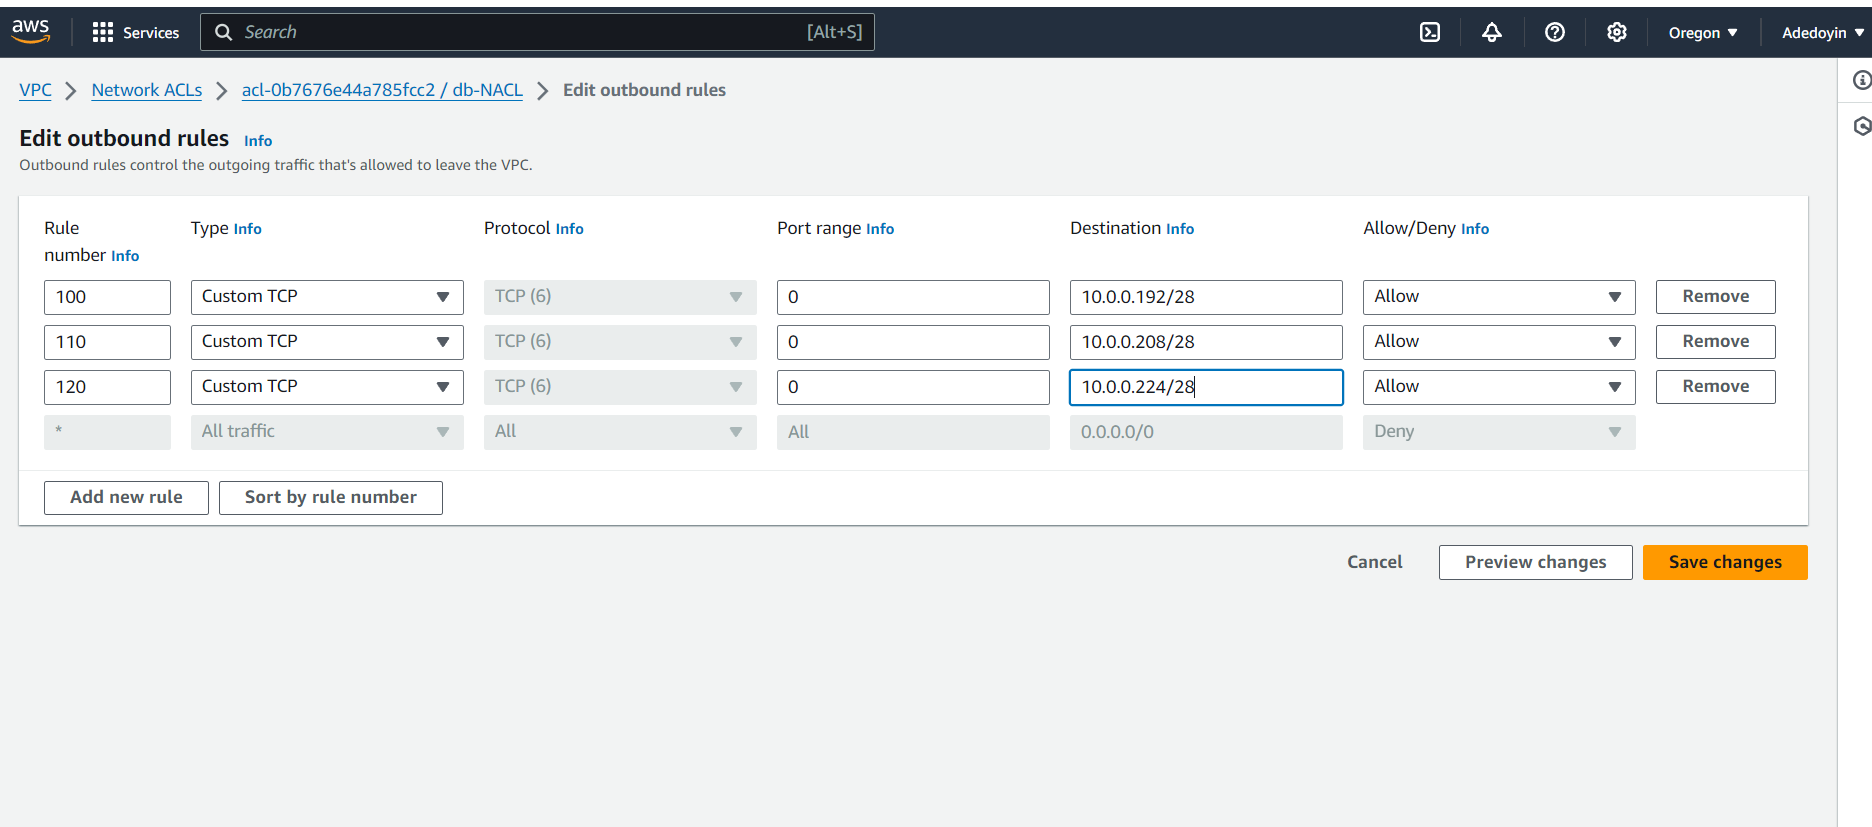 aws Services Search [Alt+S] Oregon Adedoyin
VPC Network ACLs acl-0b7676e44a785fcc2 / db-NACL Edit outbound rules
Edit outbound rules Info
Outbound rules control the outgoing traffic that's allowed to leave the VPC.
Rule number Info Type Info Protocol Info Port range Info Destination Info Allow/Deny Info
100 Custom TCP TCP (6) 0 10.0.0.192/28 Allow Remove
110 Custom TCP TCP (6) 0 10.0.0.208/28 Allow Remove
120 Custom TCP TCP (6) 0 10.0.0.224/28 Allow Remove
* All traffic All All 0.0.0.0/0 Deny
Add new rule Sort by rule number
Cancel Preview changes Save changes